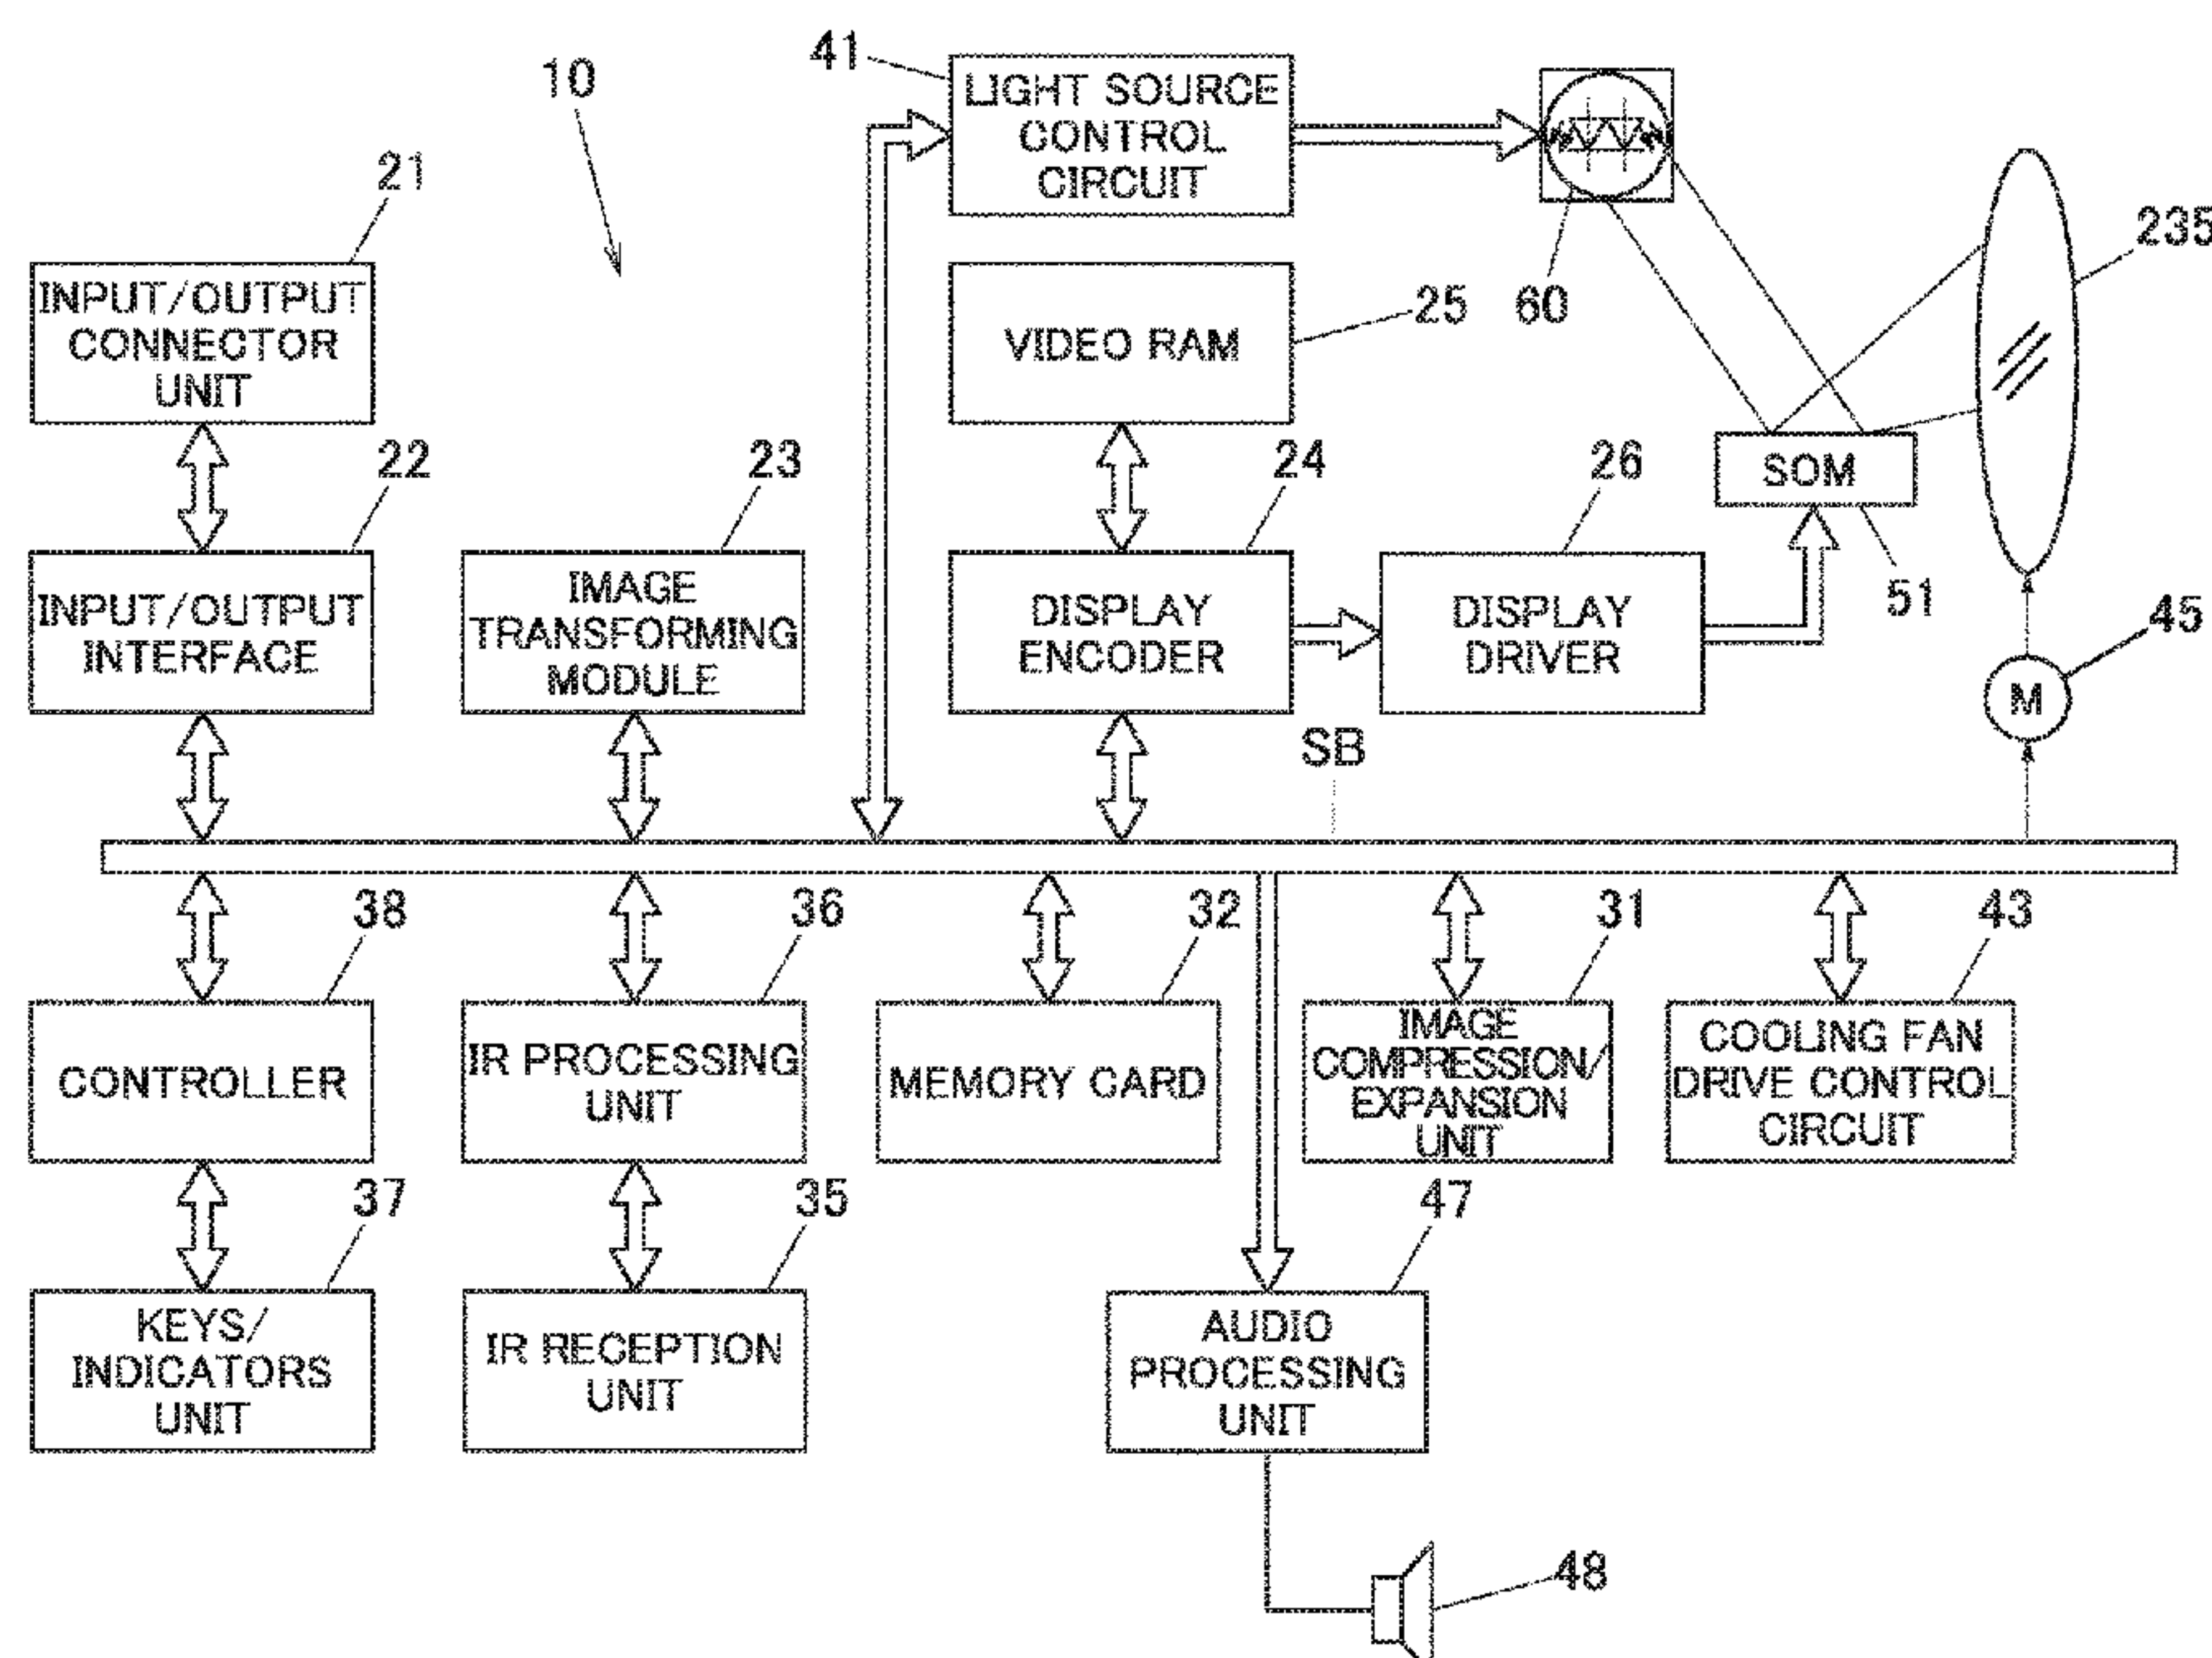 10
41
LIGHT SOURCE
CONTROL
CIRCUIT
60
235
21
INPUT/OUTPUT
CONNECTOR
UNIT
25
VIDEO RAM
22
INPUT/OUTPUT
INTERFACE
23
IMAGE
TRANSFORMING
MODULE
24
DISPLAY
ENCODER
26
DISPLAY
DRIVER
SOM
51
45
M
SB
38
CONTROLLER
36
IR PROCESSING
UNIT
32
MEMORY CARD
31
IMAGE
COMPRESSION/
EXPANSION
UNIT
43
COOLING FAN
DRIVE CONTROL
CIRCUIT
37
KEYS/
INDICATORS
UNIT
35
IR RECEPTION
UNIT
47
AUDIO
PROCESSING
UNIT
48